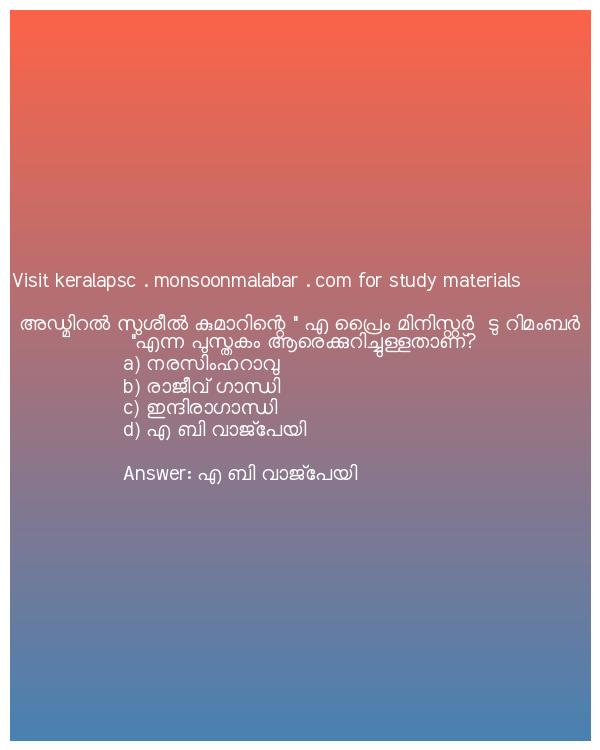 Visit keralapsc . monsoonmalabar . com for study materials
അഡ്മിറൽ സുശീൽ കുമാറിന്റെ " എ പ്രൈം മിനിസ്റ്റർ ടു റിമംബർ
"എന്ന പുസ്തകം ആരെക്കുറിച്ചുള്ളതാണ്?
a) നരസിംഹറാവു
b) രാജീവ് ഗാന്ധി
c) ഇന്ദിരാഗാന്ധി
d) എ ബി വാജ്പേയി
Answer: എ ബി വാജ്പേയി